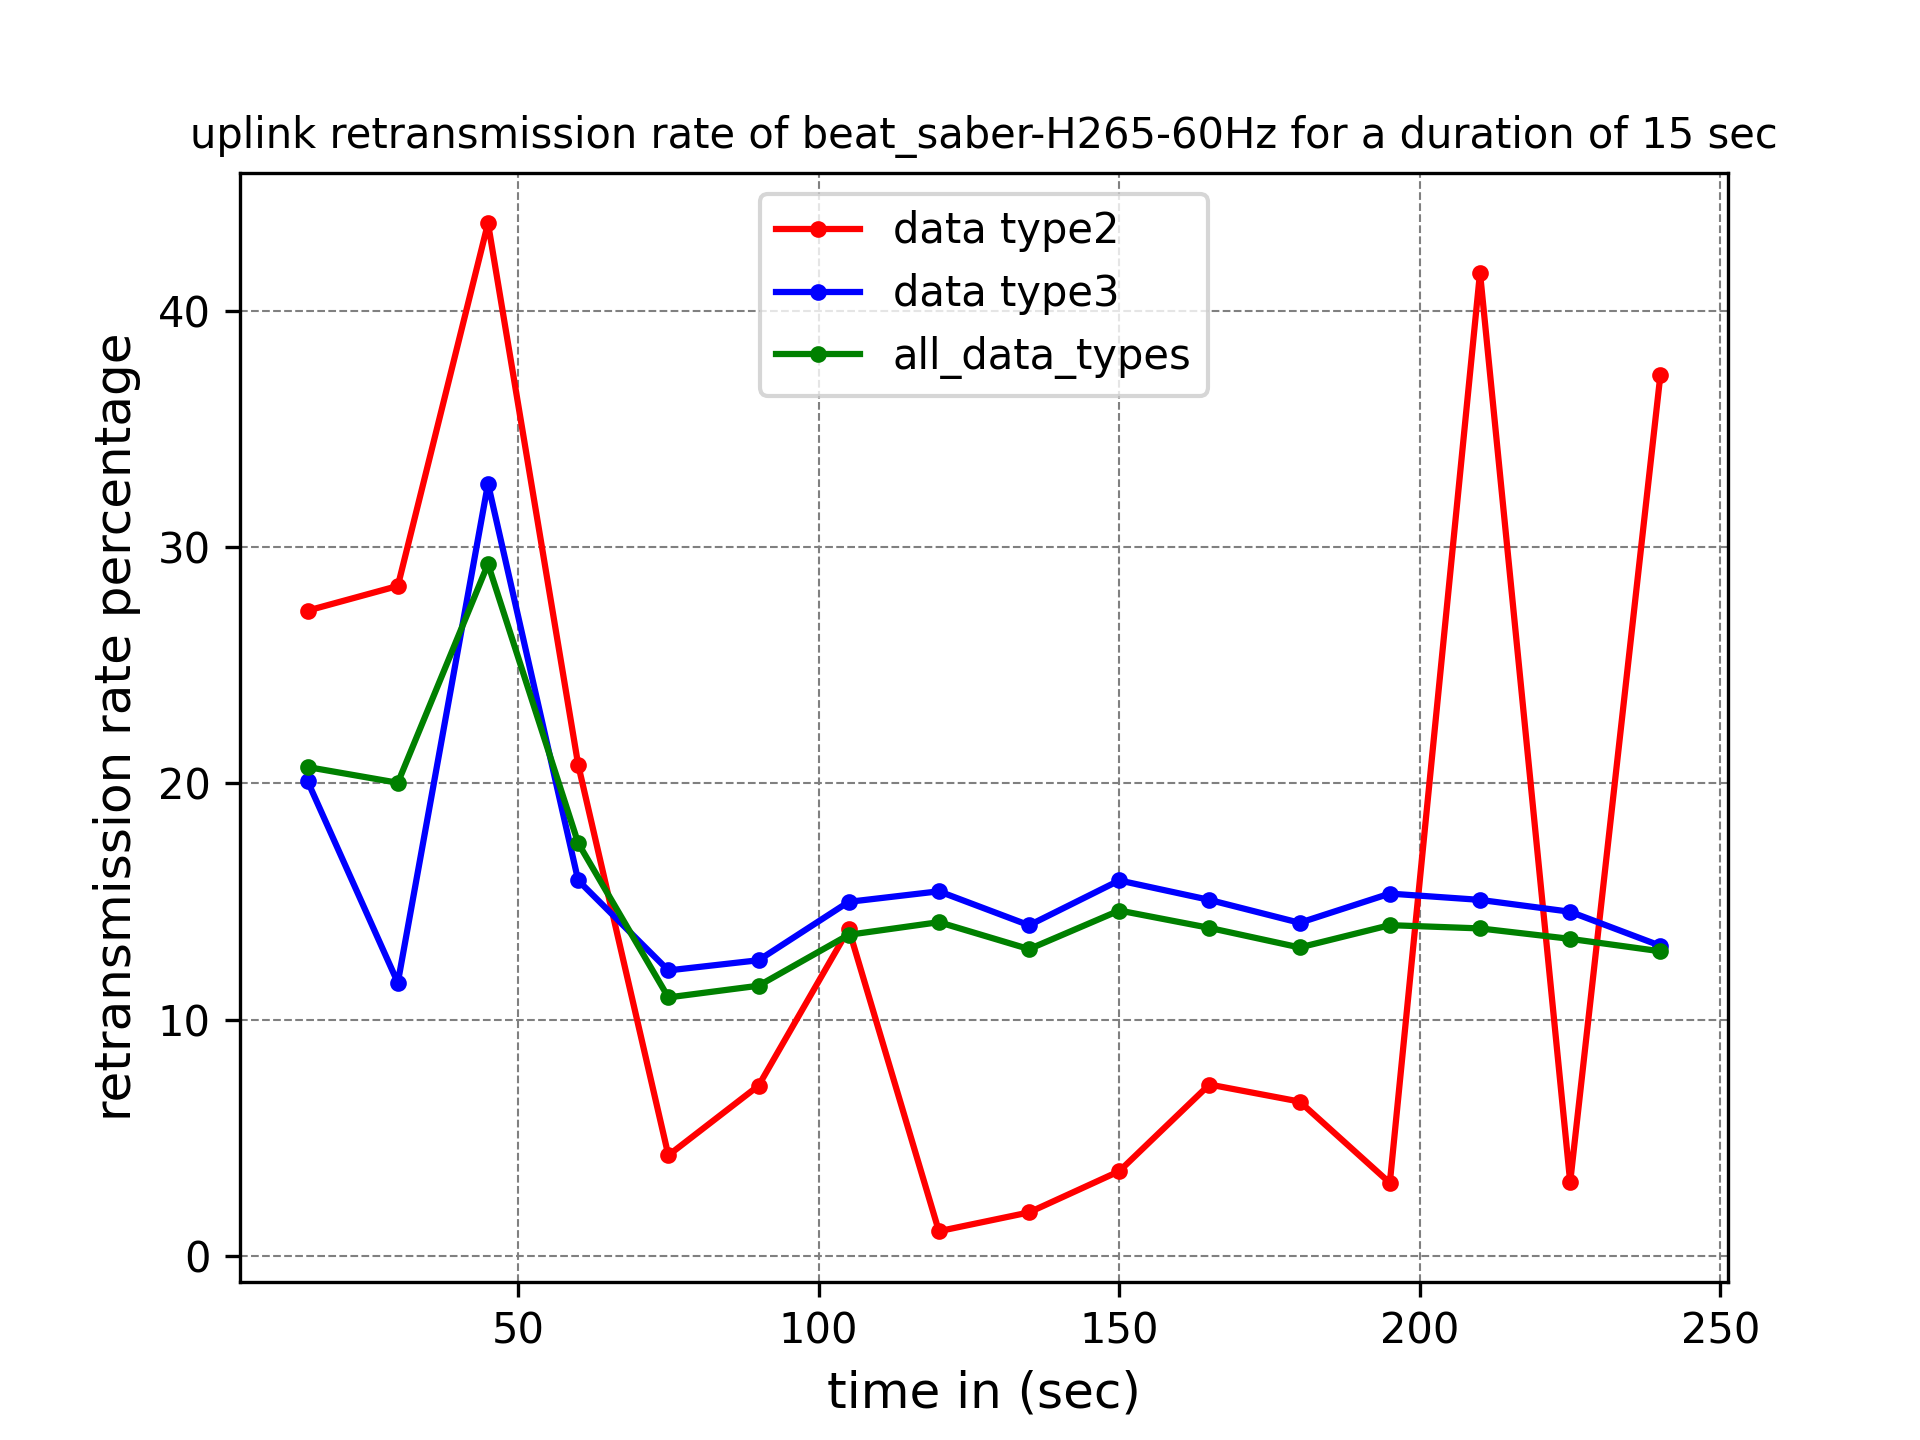 uplink retransmission rate of beat_saber-H265-60Hz for a duration of 15 sec
data type2
data type3
all_data_types
retransmission rate percentage
40
30
20
10
0
50 100 150 200 250
time in (sec)